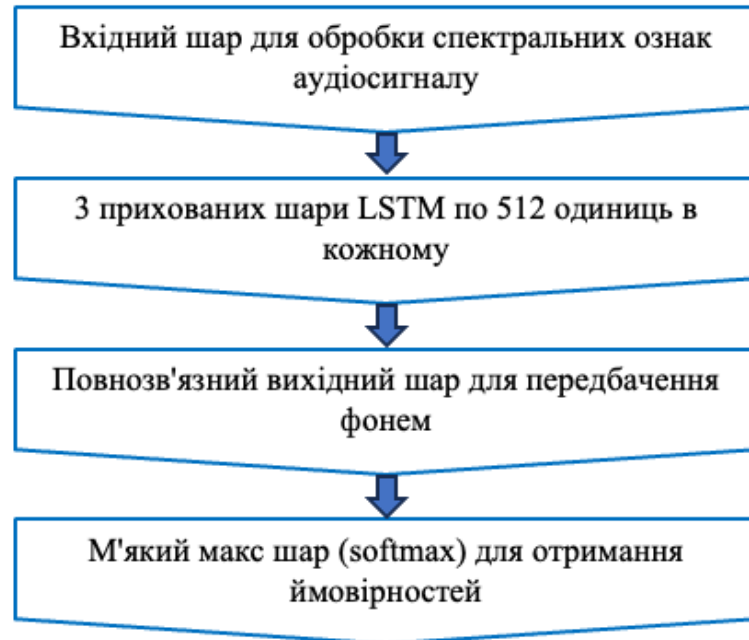 Вхідний шар для обробки спектральних ознак
аудіосигналу
3 прихованих шари LSTM по 512 одиниць в
кожному
Повнозв'язний вихідний шар для передбачення
фонем
М'який макс шар (softmax) для отримання
ймовірностей